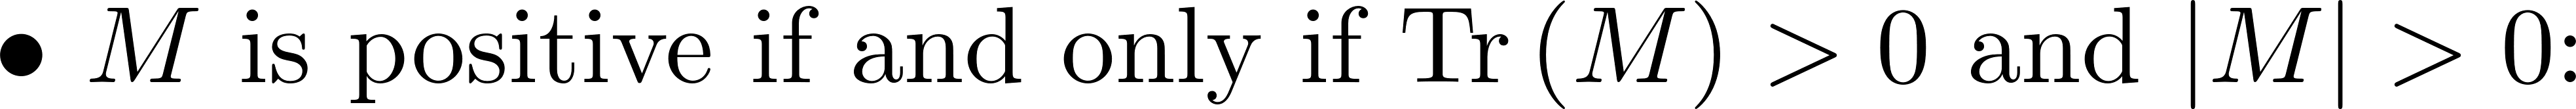 • M is positive if and only if Tr(M) > 0 and |M| > 0: